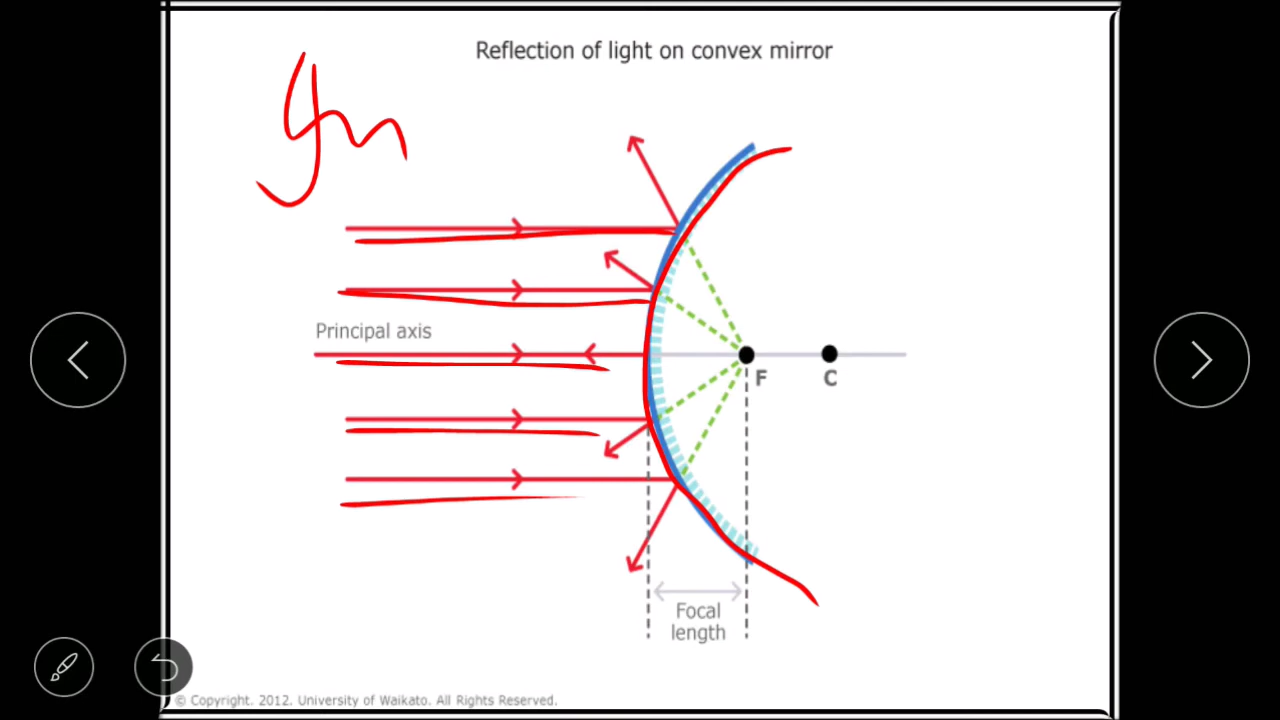 Reflection of light on convex mirror
Principal axis
F
C
Focal
length
© Copyright. 2012. University of Waikato. All Rights Reserved.